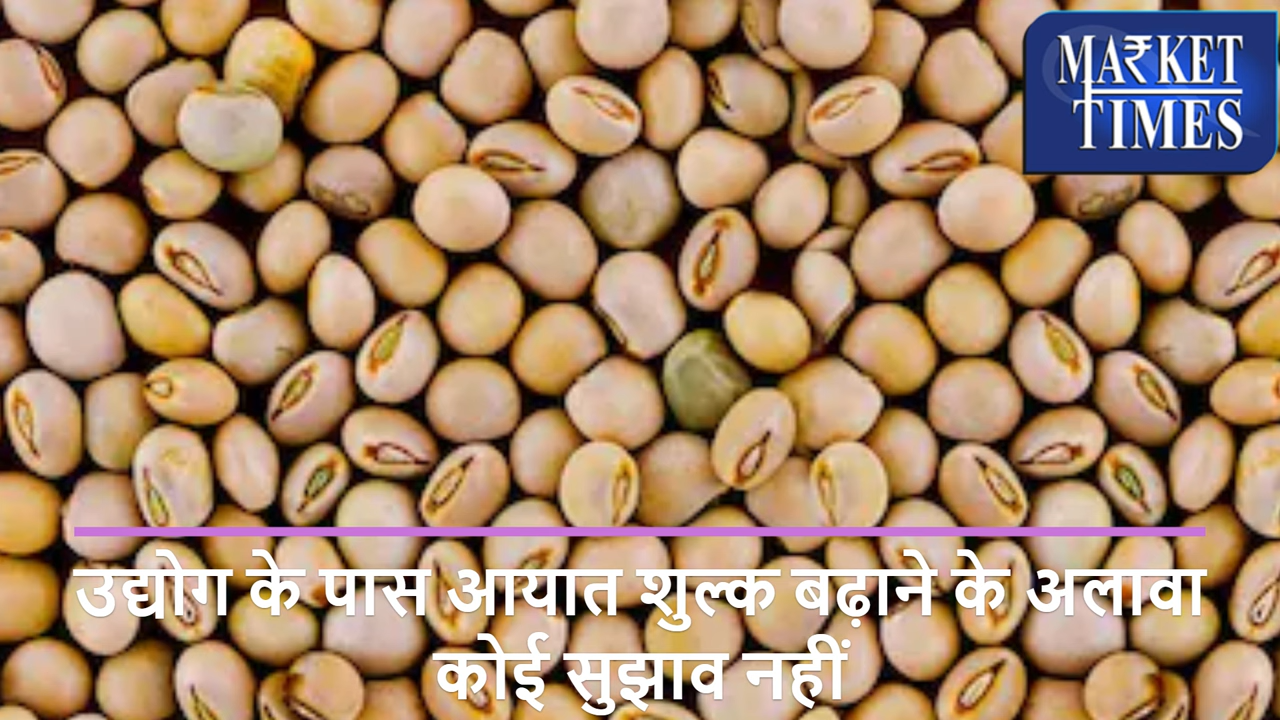 MA₹KET
TIMES
उद्योग के पास आयात शुल्क बढ़ाने के अलावा
कोई सुझाव नहीं